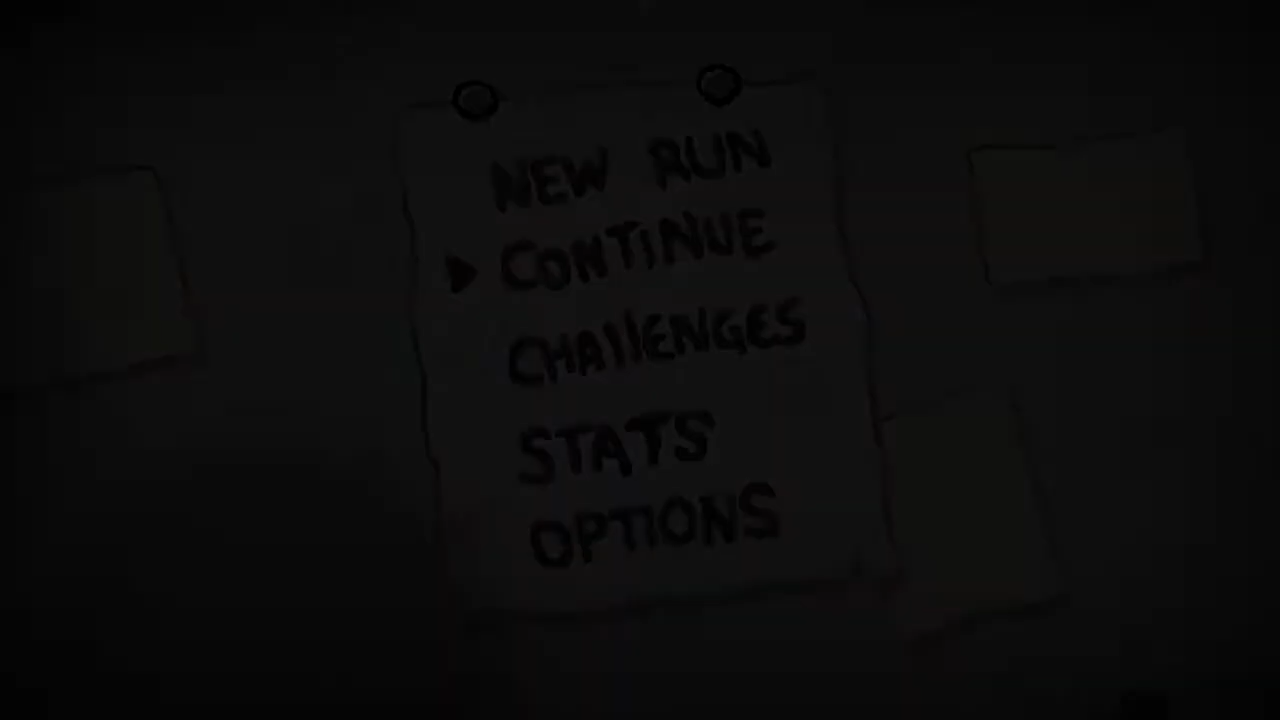 NEW RUN
CONTINUE
CHALLENGES
STATS
OPTIONS